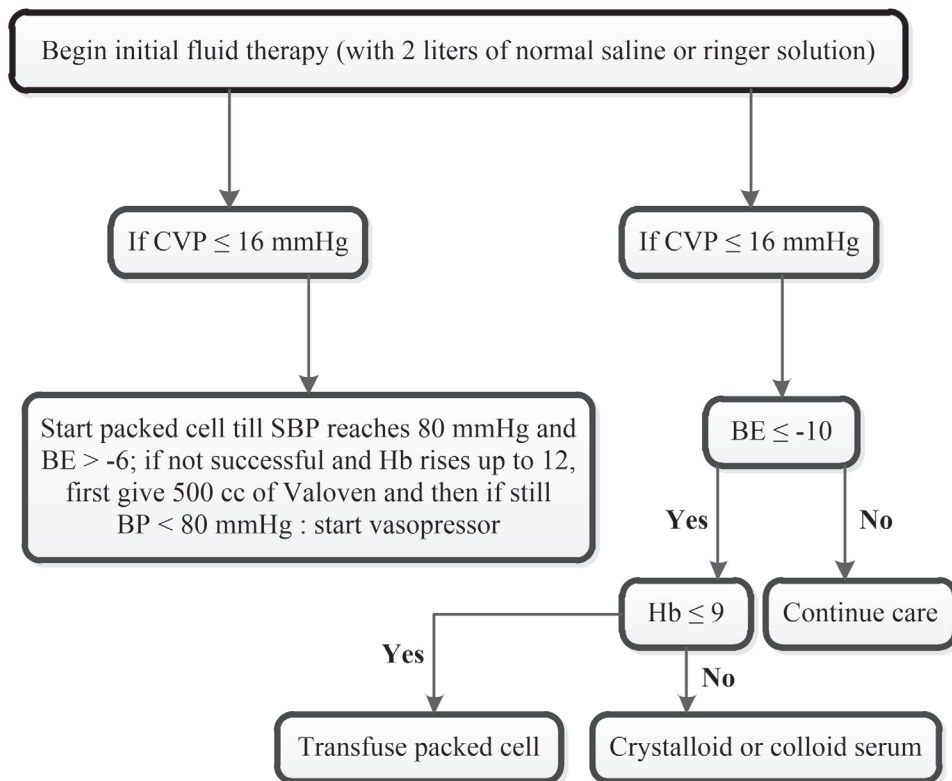 Begin initial fluid therapy (with 2 liters of normal saline or ringer solution)
If CVP ≤ 16 mmHg
If CVP ≤ 16 mmHg
Start packed cell till SBP reaches 80 mmHg and
BE > -6; if not successful and Hb rises up to 12,
first give 500 cc of Valoven and then if still
BP < 80 mmHg : start vasopressor
BE ≤ -10
Yes
No
Hb ≤ 9
Continue care
Yes
No
Transfuse packed cell
Crystalloid or colloid serum